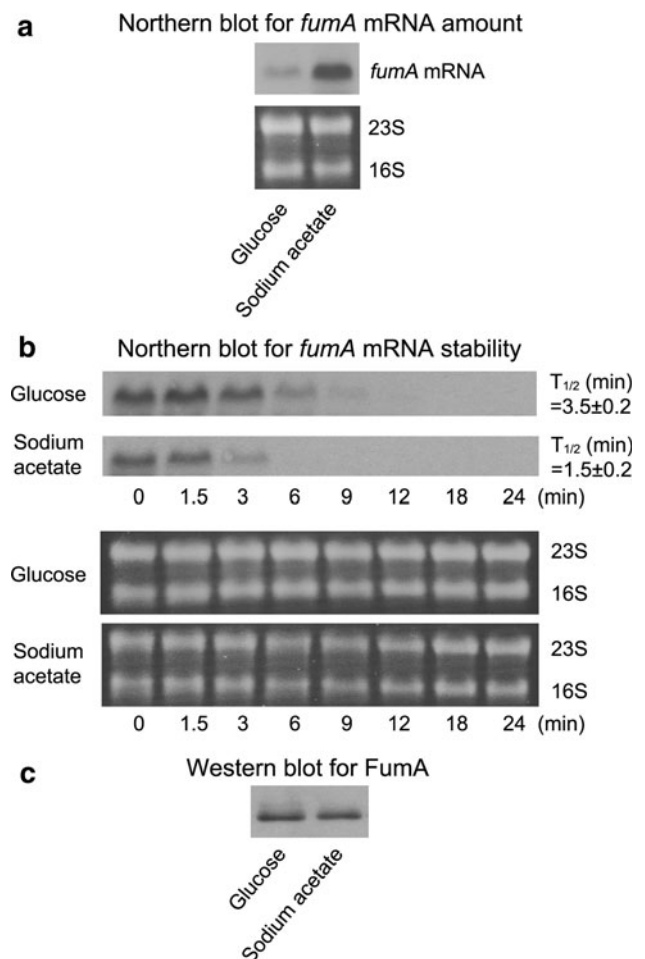 a
Northern blot for fumA mRNA amount
fumA mRNA
23S
16S
Glucose
Sodium acetate
b
Northern blot for fumA mRNA stability
Glucose
T1/2 (min)
=3.5±0.2
Sodium
acetate
T1/2 (min)
=1.5±0.2
0 1.5 3 6 9 12 18 24 (min)
Glucose
23S
16S
Sodium
acetate
23S
16S
0 1.5 3 6 9 12 18 24 (min)
c
Western blot for FumA
Glucose
Sodium acetate